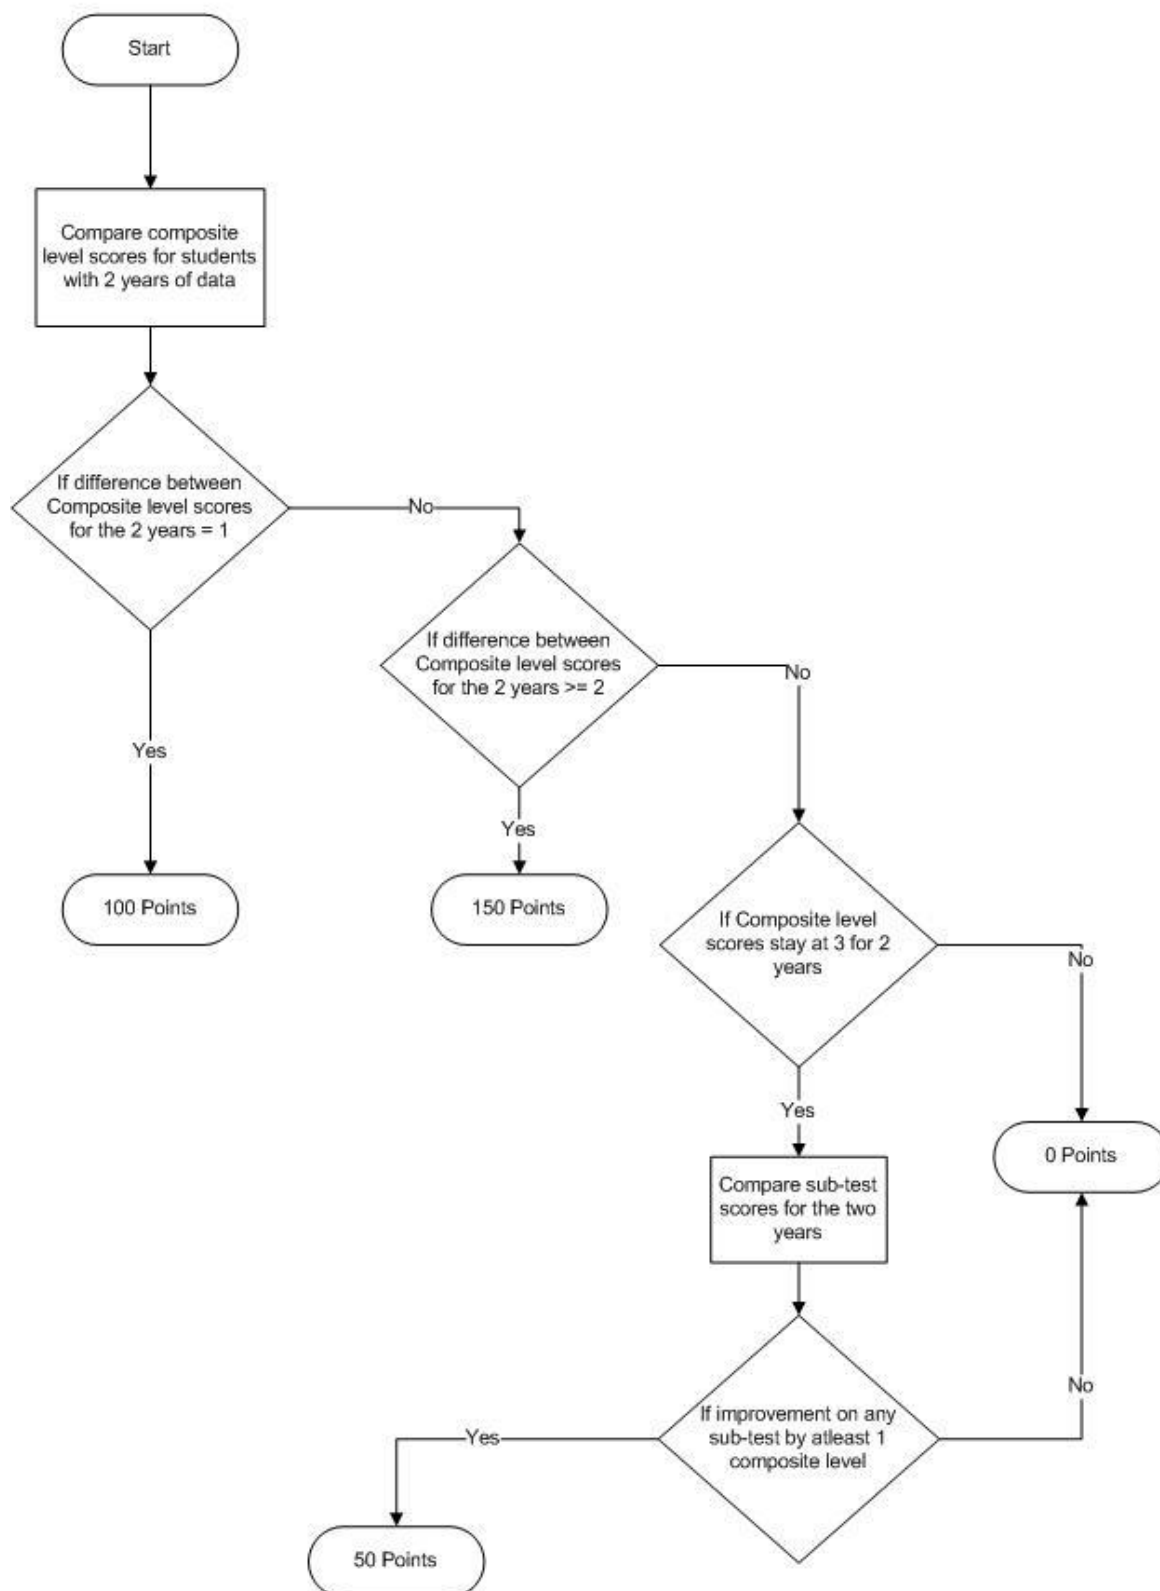 Start
Compare composite
level scores for students
with 2 years of data
If difference between
Composite level scores
for the 2 years = 1
No
If difference between
Composite level scores
for the 2 years >= 2
No
Yes
Yes
100 Points
150 Points
If Composite level
scores stay at 3 for 2
years
No
Yes
0 Points
Compare sub-test
scores for the two
years
If improvement on any
sub-test by atleast 1
composite level
No
Yes
50 Points